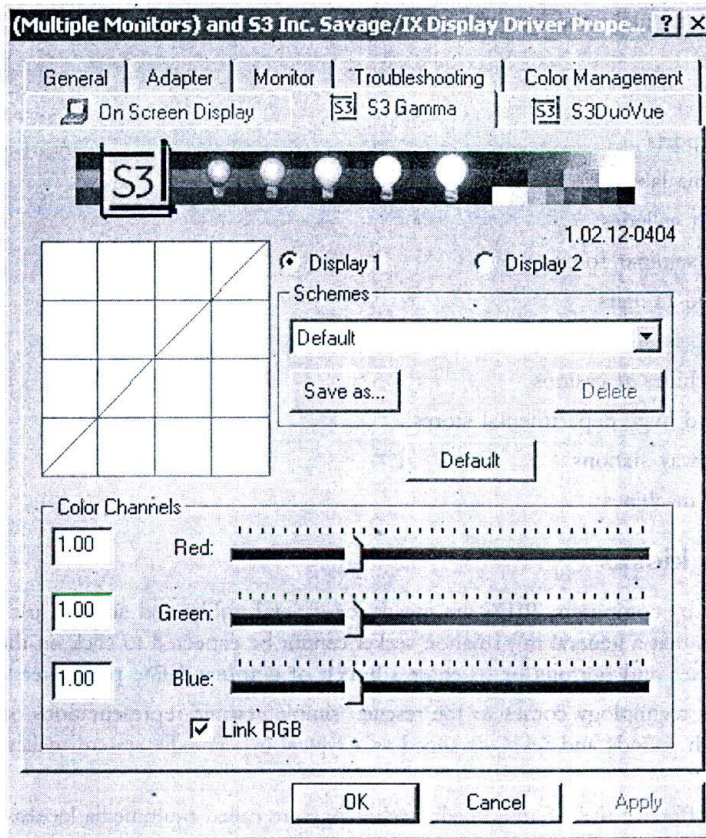 (Multiple Monitors) and S3 Inc. Savage/IX Display Driver Prope... ? X
General Adapter Monitor Troubleshooting Color Management
On Screen Display S3 S3 Gamma S3 S3DuoVue
S3
1.02.12-0404
Display 1 Display 2
Schemes
Default
Save as... Delete
Default
Color Channels
1.00 Red:
1.00 Green:
1.00 Blue:
Link RGB
OK Cancel Apply